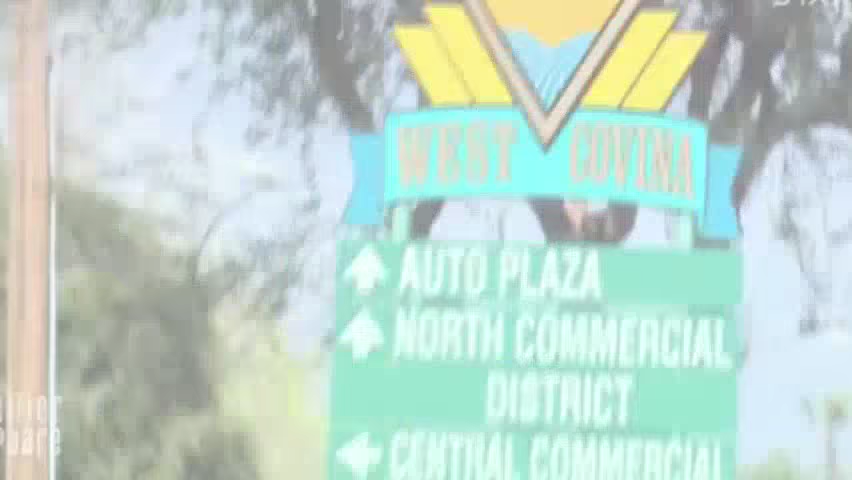 WEST COVINA
AUTO PLAZA
NORTH COMMERCIAL
DISTRICT
CENTRAL COMMERCIAL